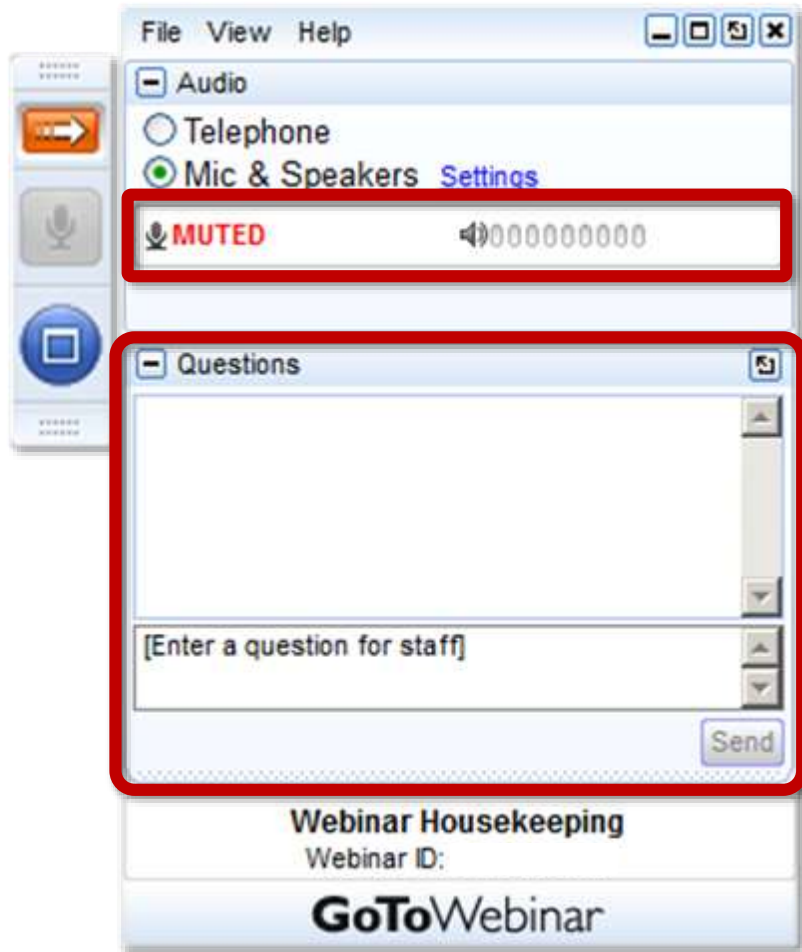 File View Help
Audio
Telephone
Mic & Speakers Settings
MUTED
Questions
[Enter a question for staff]
Send
Webinar Housekeeping
Webinar ID:
GoToWebinar